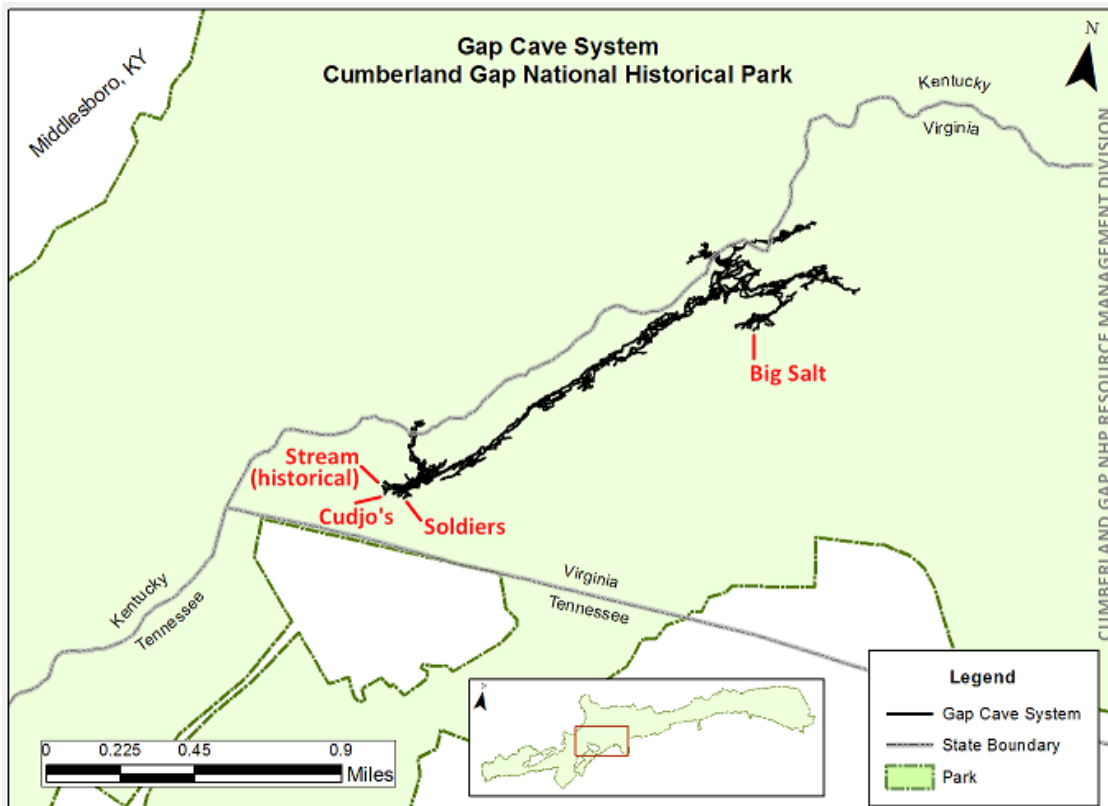 Gap Cave System
Cumberland Gap National Historical Park
N
Middlesboro, KY
Kentucky
Virginia
CUMBERLAND GAP NHP RESOURCE MANAGEMENT DIVISION
Big Salt
Stream
(historical)
Cudjo's
Soldiers
Kentucky
Tennessee
Virginia
Tennessee
Legend
Gap Cave System
State Boundary
Park
0 0.225 0.45 0.9
Miles